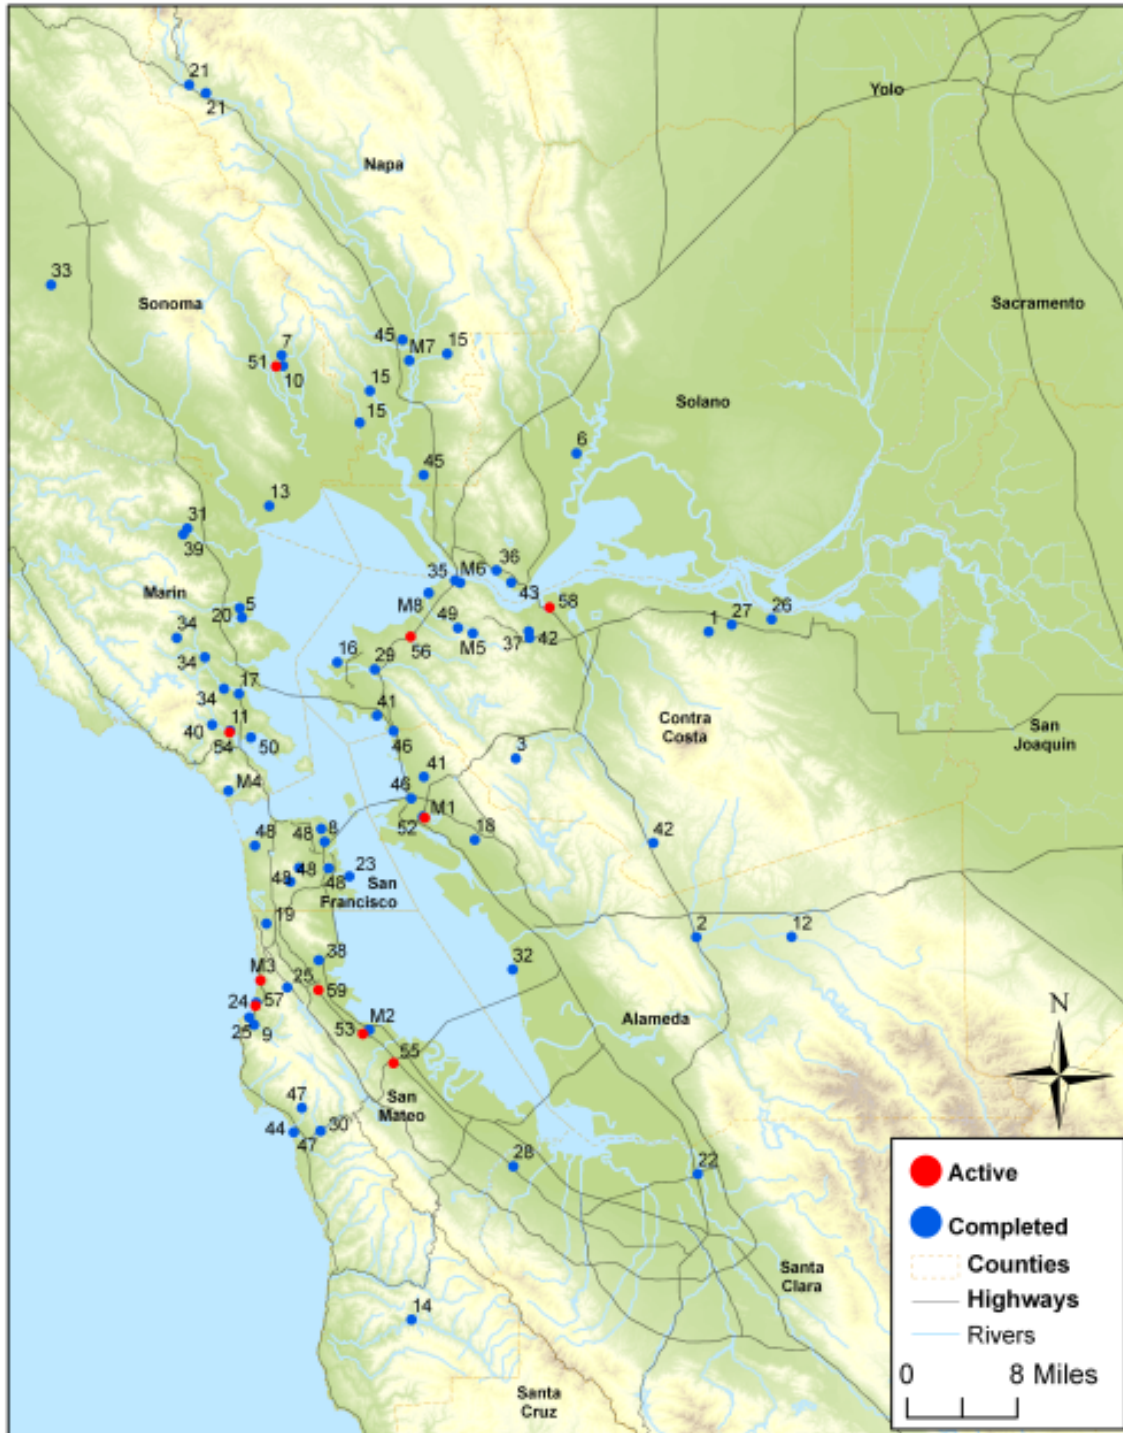 21
21
Yolo
Napa
33
Sonoma
Sacramento
45
M7
15
7
51
10
15
15
Solano
6
45
13
31
39
36
35
M6
43
Marin
5
20
M8
58
49
M5
37
42
1
27
26
34
34
56
16
29
34
17
41
40
11
54
50
46
Contra
Costa
San
Joaquin
3
M4
41
46
M1
52
18
42
48
8
48
48
48
48
23
San
Francisco
19
2
12
38
32
M3
25
59
24
57
25
9
M2
53
55
Alameda
N
San
Mateo
47
44
47
30
28
22
Santa
Clara
14
Santa
Cruz
Active
Completed
Counties
Highways
Rivers
0
8 Miles